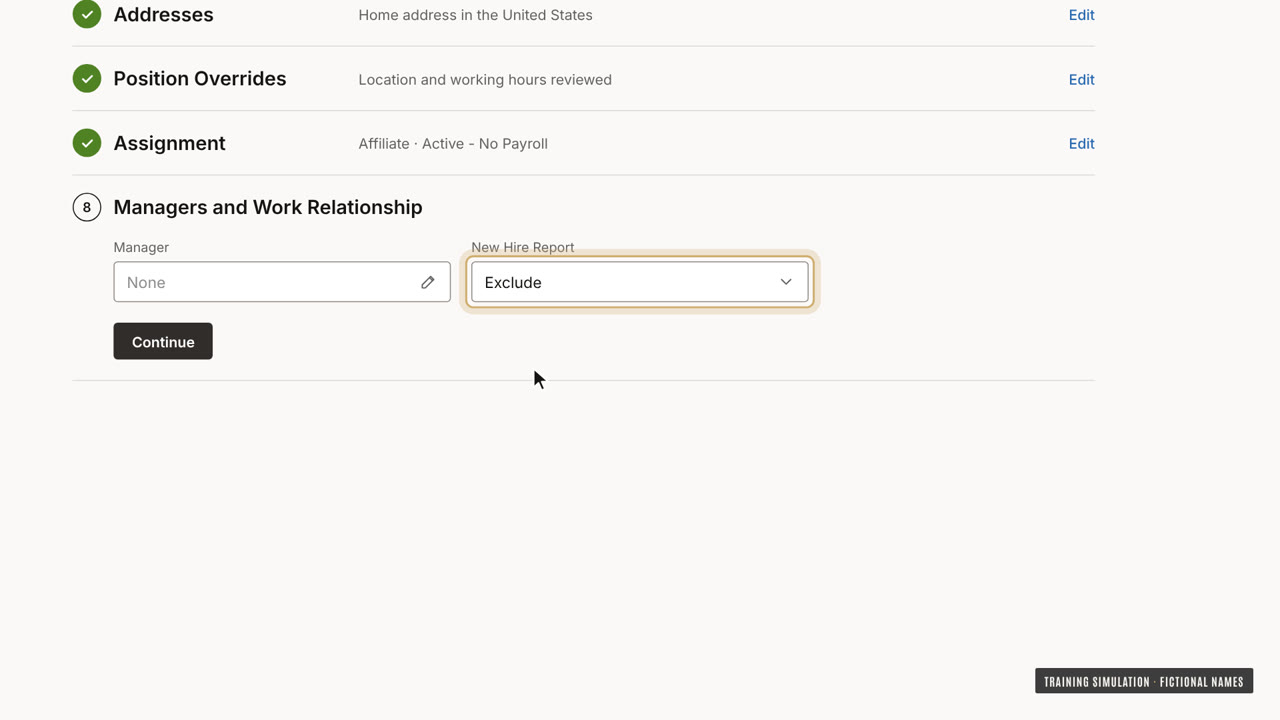 Addresses
Home address in the United States
Edit
Position Overrides
Location and working hours reviewed
Edit
Assignment
Affiliate · Active - No Payroll
Edit
8
Managers and Work Relationship
Manager
New Hire Report
None
Exclude
Continue
TRAINING SIMULATION · FICTIONAL NAMES